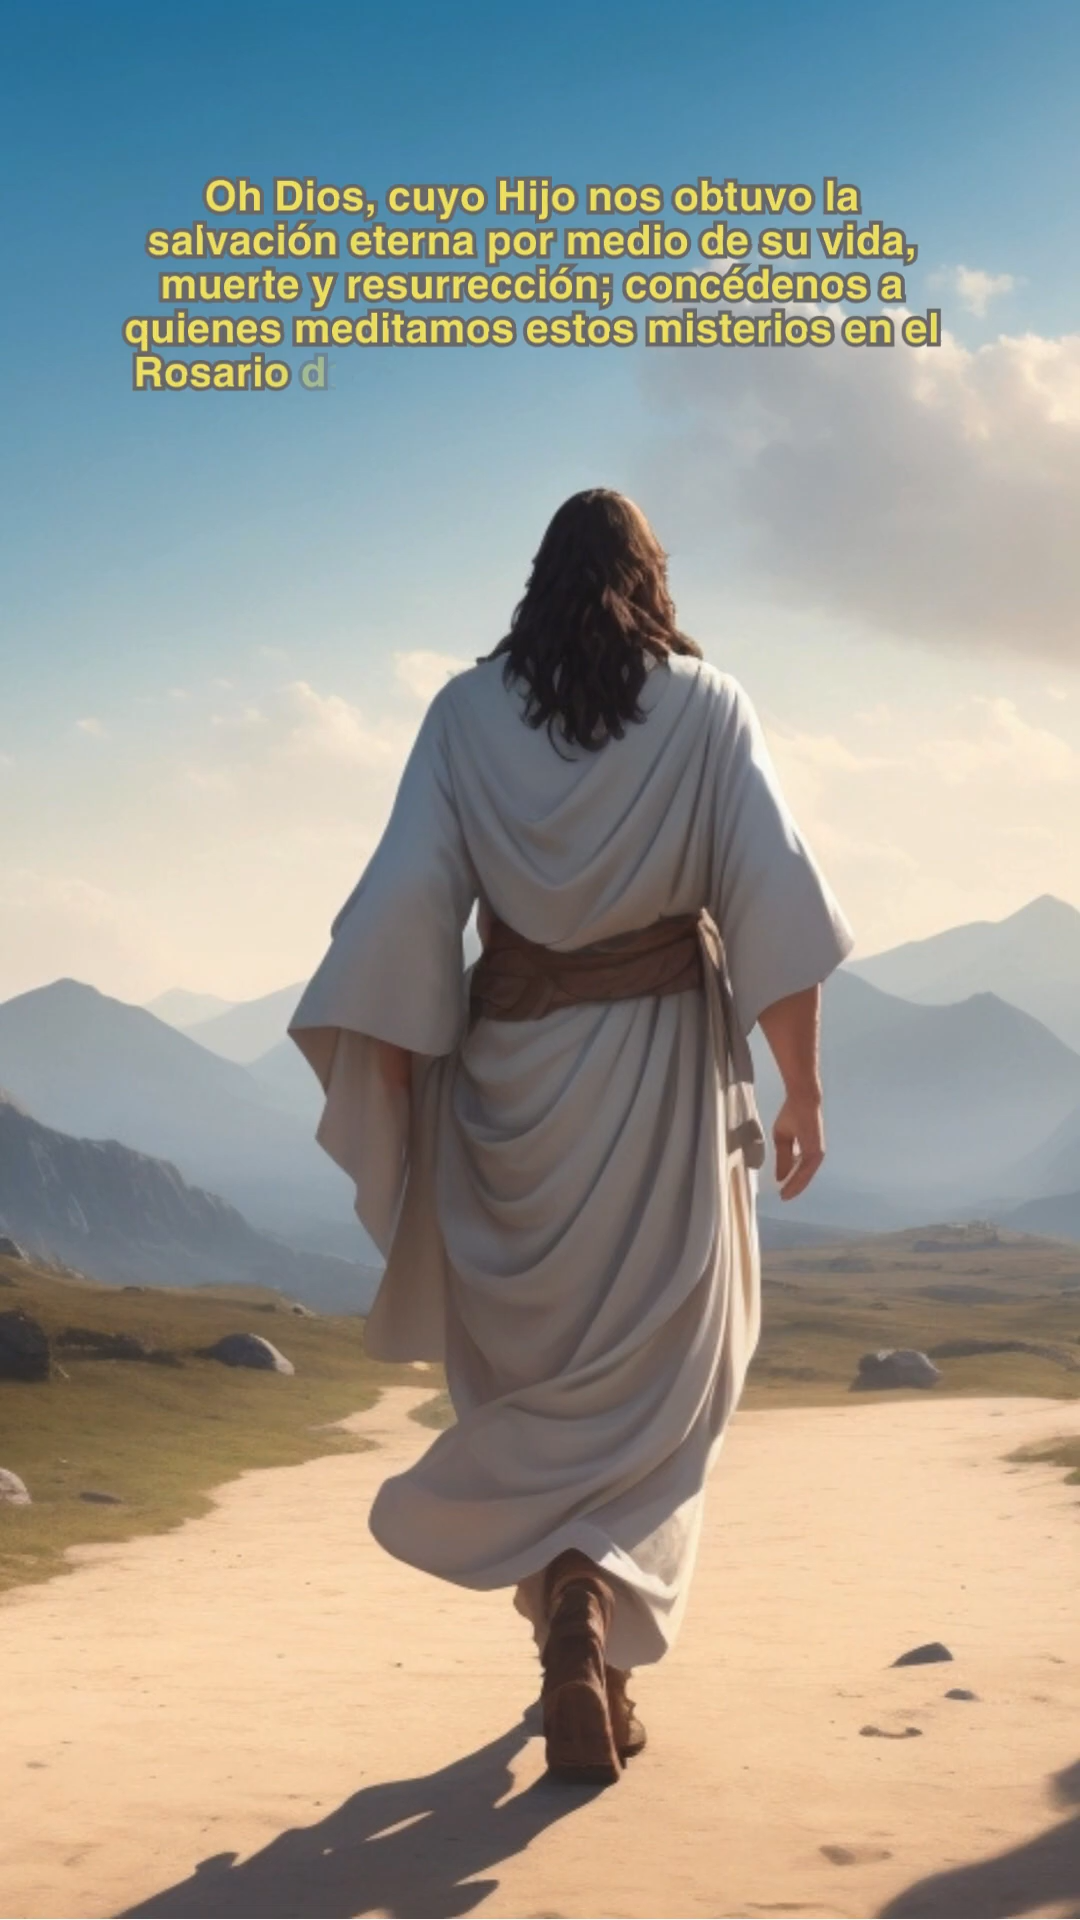 Oh Dios, cuyo Hijo nos obtuvo la
salvación eterna por medio de su vida,
muerte y resurrección; concédenos a
quienes meditamos estos misterios en el
Rosario d